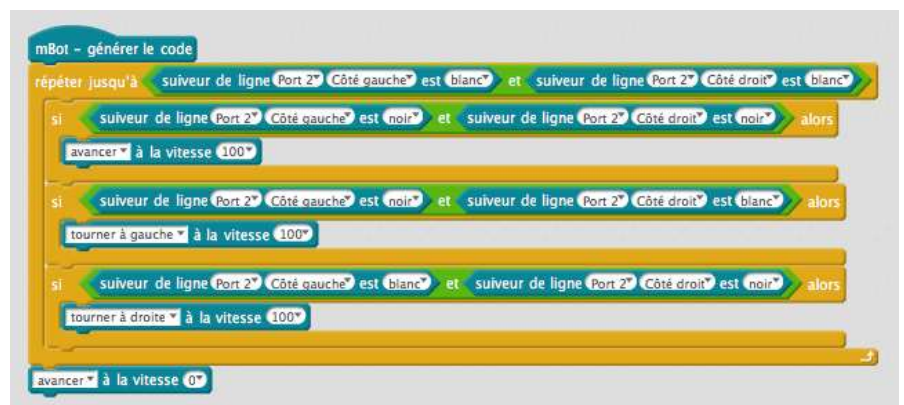 mBot - générer le code
répéter jusqu'à suiveur de ligne Port 2 Côté gauche est blanc et suiveur de ligne Port 2 Côté droit est blanc
si suiveur de ligne Port 2 Côté gauche est noir et suiveur de ligne Port 2 Côté droit est noir alors
avancer à la vitesse 100
si suiveur de ligne Port 2 Côté gauche est noir et suiveur de ligne Port 2 Côté droit est blanc alors
tourner à gauche à la vitesse 100
si suiveur de ligne Port 2 Côté gauche est blanc et suiveur de ligne Port 2 Côté droit est noir alors
tourner à droite à la vitesse 100
avancer à la vitesse 0